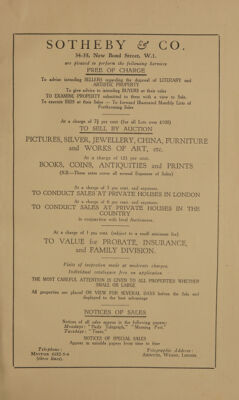 SOTHEBY & CO.
34-35, New Bond Street, W.1.
are pleased to perform the following Services
FREE OF CHARGE
To advise intending SELLERS regarding the disposal of LITERARY and
ARTISTIC PROPERTY
To give advice to intending BUYERS at their sales
TO EXAMINE PROPERTY submitted to them with a view to Sale.
To execute BIDS at their Sales — To forward Illustrated Monthly Lists of
Forthcoming Sales
At a charge of 7½ per cent (for all Lots over £100)
TO SELL BY AUCTION
PICTURES, SILVER, JEWELLERY, CHINA, FURNITURE
and WORKS OF ART, etc.
At a charge of 12½ per cent.
BOOKS, COINS, ANTIQUITIES and PRINTS
(NB—These rates cover all normal Expenses of Sales)
At a charge of 5 per cent. and expenses.
TO CONDUCT SALES AT PRIVATE HOUSES IN LONDON
At a charge of 6 per cent. and expenses.
TO CONDUCT SALES AT PRIVATE HOUSES IN THE
COUNTRY
in conjunction with local Auctioneers.
At a charge of 1 per cent. (subject to a small minimum fee)
TO VALUE for PROBATE, INSURANCE,
and FAMILY DIVISION.
Visits of inspection made at moderate charges.
Individual catalogues free on application.
THE MOST CAREFUL ATTENTION IS GIVEN TO ALL PROPERTIES WHETHER
SMALL OR LARGE
All properties are placed ON VIEW FOR SEVERAL DAYS before the Sale and
displayed to the best advantage
NOTICES OF SALES
Notices of all sales appear in the following papers:
Mondays: "Daily Telegraph," "Morning Post."
Tuesdays: "Times."
NOTICES OF SPECIAL SALES
Appear in suitable papers from time to time
Telephone: Telegraphic Address:
MAYFAIR Abinitio, Wesdo, London
(three lines).